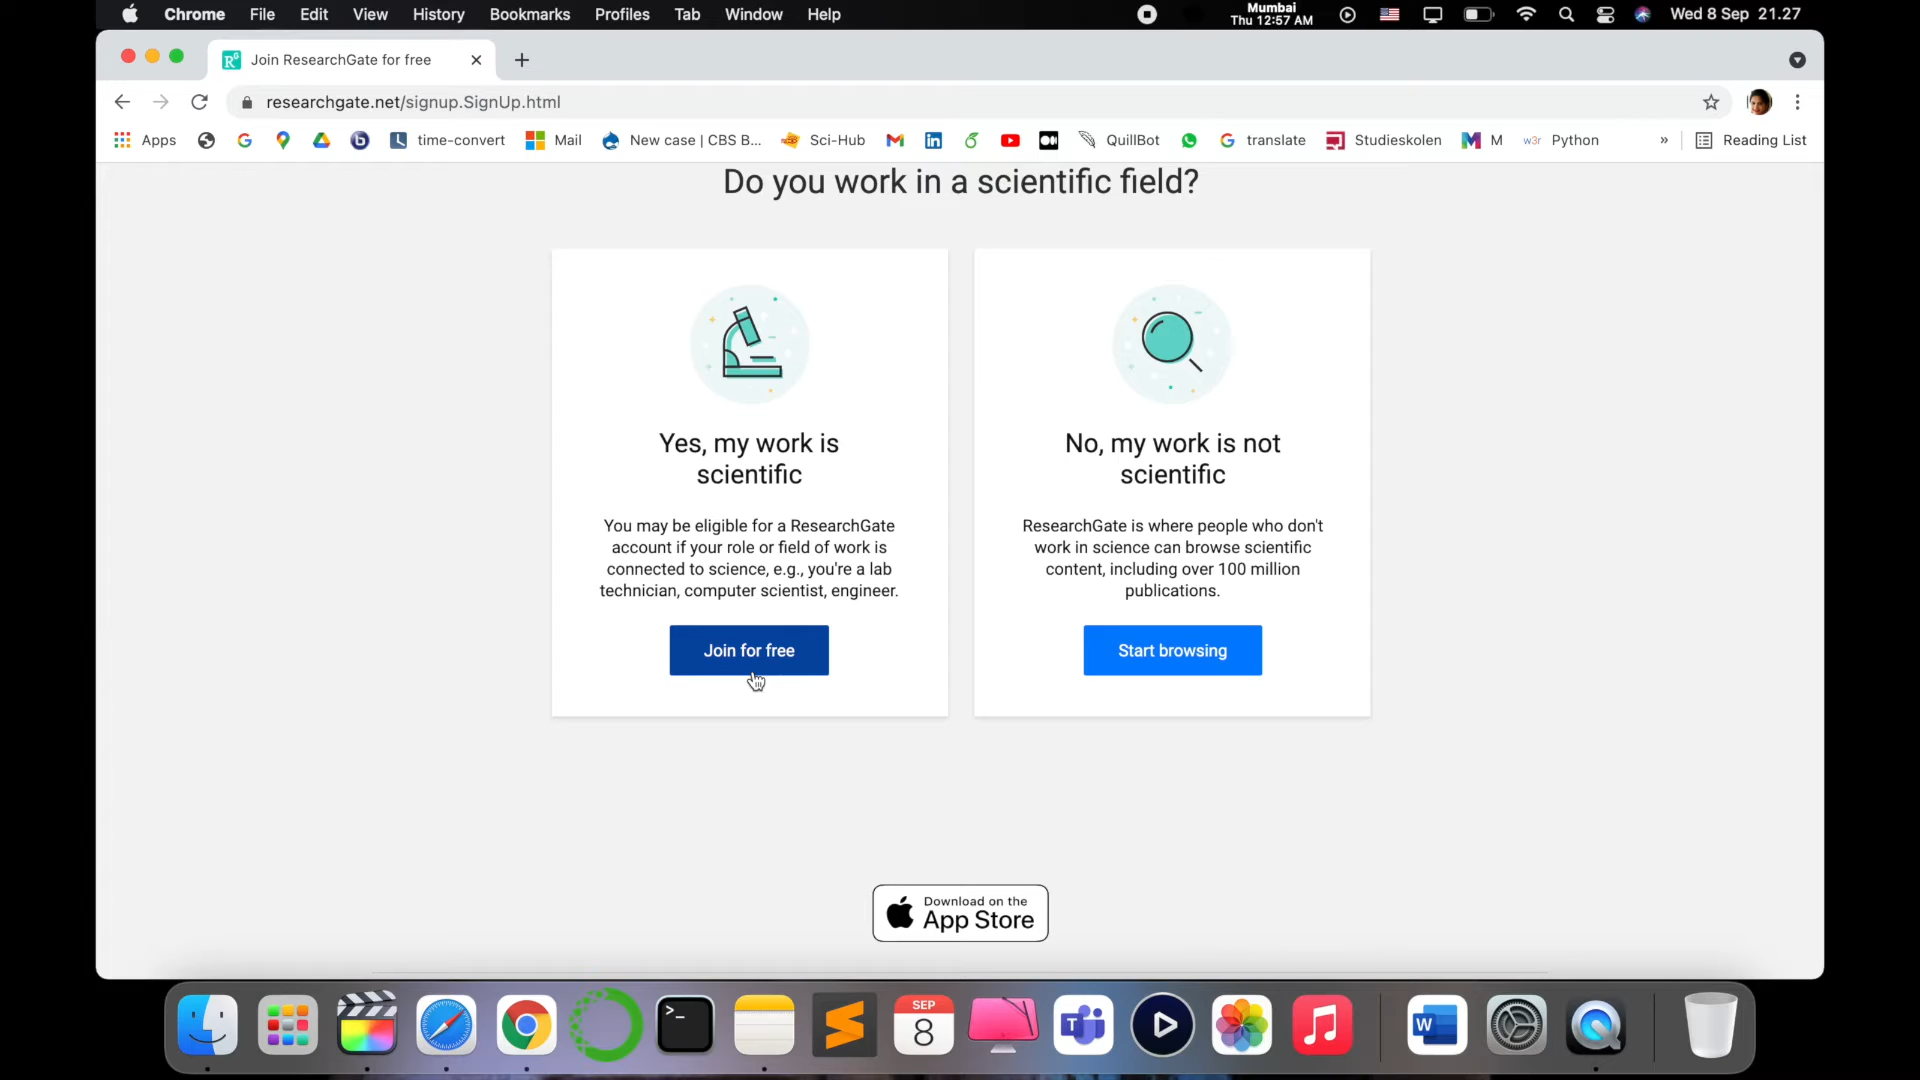 Chrome File Edit View History Bookmarks Profiles Tab Window Help Mumbai Thu 12:57 AM Wed 8 Sep 21.27
Join ResearchGate for free
researchgate.net/signup.SignUp.html
Apps time-convert Mail New case | CBS B... Sci-Hub QuillBot translate Studieskolen M w3r Python » Reading List
Do you work in a scientific field?
Yes, my work is
scientific
You may be eligible for a ResearchGate
account if your role or field of work is
connected to science, e.g., you're a lab
technician, computer scientist, engineer.
Join for free
No, my work is not
scientific
ResearchGate is where people who don't
work in science can browse scientific
content, including over 100 million
publications.
Start browsing
Download on the
App Store
SEP
8